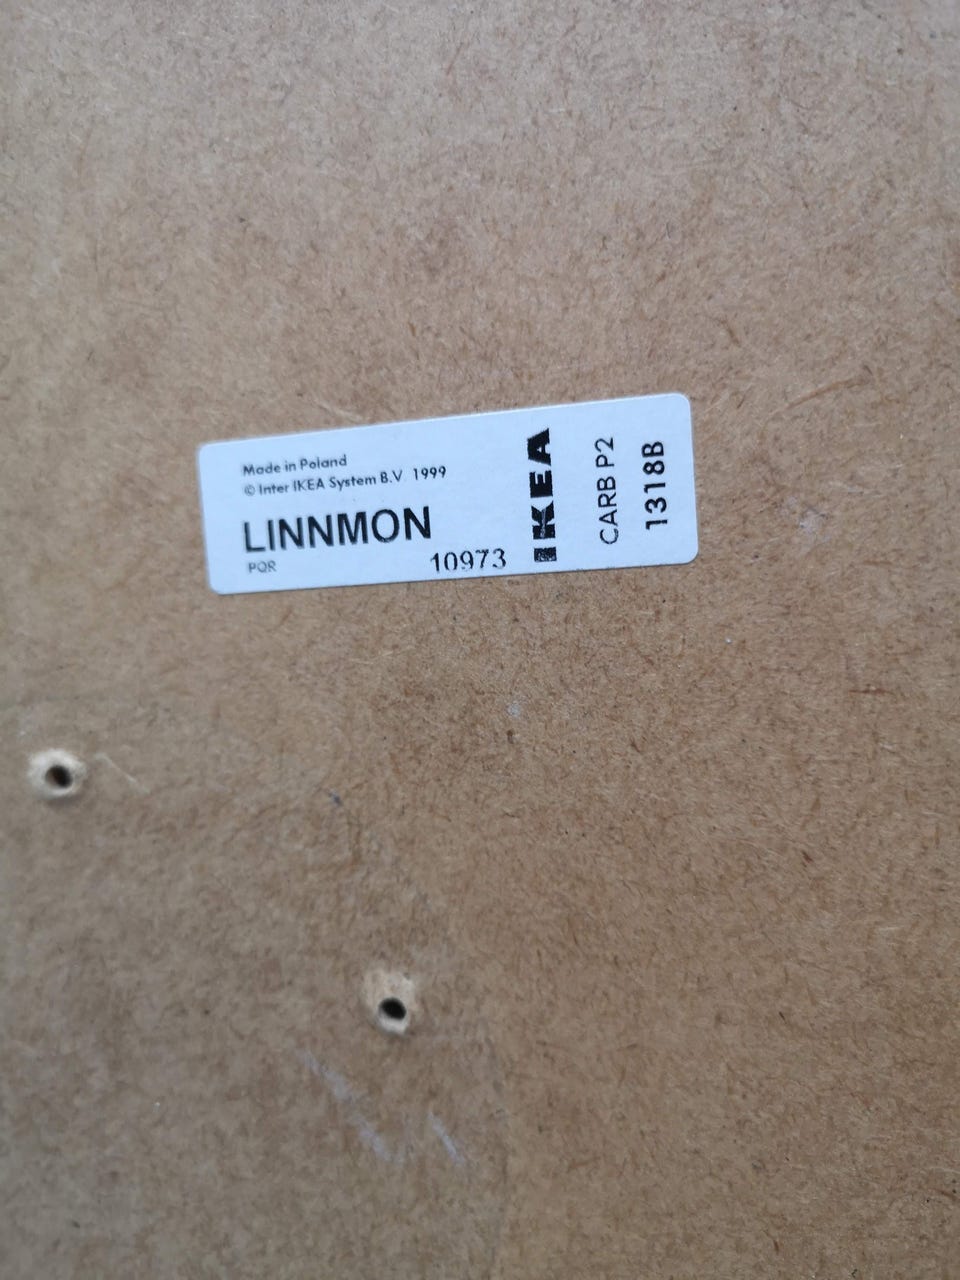 Made in Poland
© Inter IKEA System B.V 1999
LINNMON
PQR
10973
IKEA
CARB P2
1318B